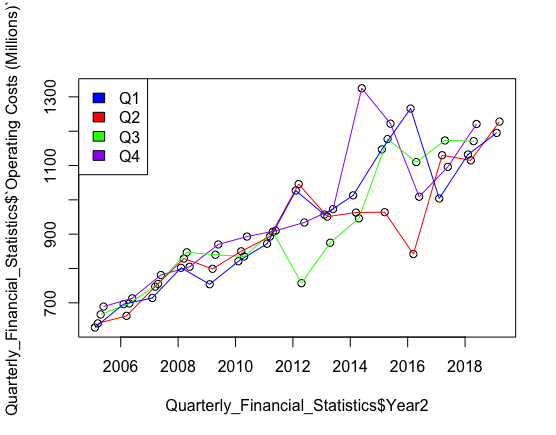 Quarterly_Financial_Statistics$`Operating Costs (Millions)`
1300
1100
900
700
Q1
Q2
Q3
Q4
2006 2008 2010 2012 2014 2016 2018
Quarterly_Financial_Statistics$Year2